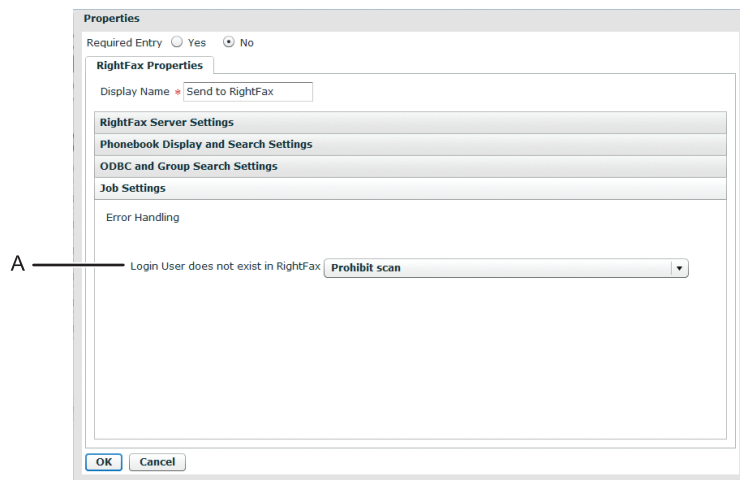 Properties
Required Entry Yes No
RightFax Properties
Display Name * Send to RightFax
RightFax Server Settings
Phonebook Display and Search Settings
ODBC and Group Search Settings
Job Settings
Error Handling
A Login User does not exist in RightFax Prohibit scan
OK Cancel